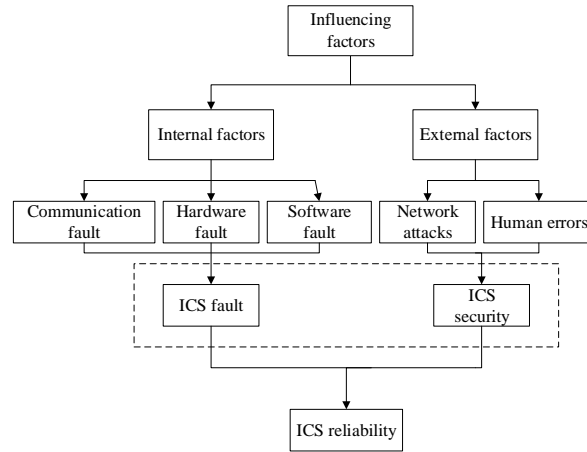 Influencing
factors
Internal factors
External factors
Communication
fault
Hardware
fault
Software
fault
Network
attacks
Human errors
ICS fault
ICS
security
ICS reliability